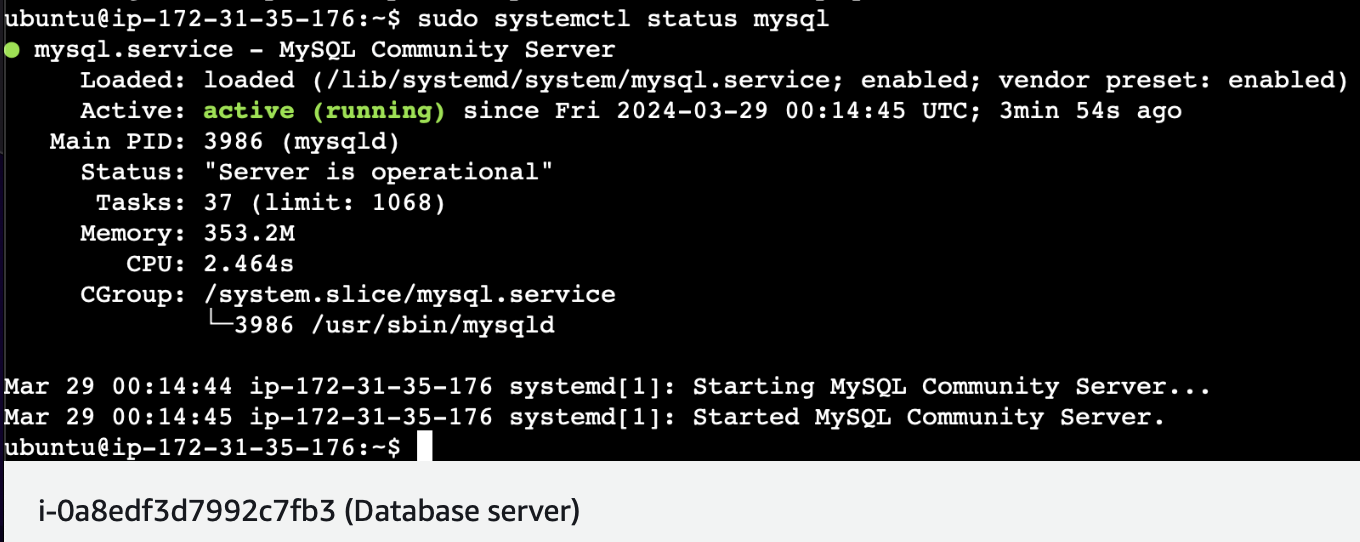 ubuntu@ip-172-31-35-176:~$ sudo systemctl status mysql
● mysql.service - MySQL Community Server
     Loaded: loaded (/lib/systemd/system/mysql.service; enabled; vendor preset: enabled)
     Active: active (running) since Fri 2024-03-29 00:14:45 UTC; 3min 54s ago
   Main PID: 3986 (mysqld)
     Status: "Server is operational"
      Tasks: 37 (limit: 1068)
     Memory: 353.2M
        CPU: 2.464s
     CGroup: /system.slice/mysql.service
             └─3986 /usr/sbin/mysqld
Mar 29 00:14:44 ip-172-31-35-176 systemd[1]: Starting MySQL Community Server...
Mar 29 00:14:45 ip-172-31-35-176 systemd[1]: Started MySQL Community Server.
ubuntu@ip-172-31-35-176:~$
i-0a8edf3d7992c7fb3 (Database server)